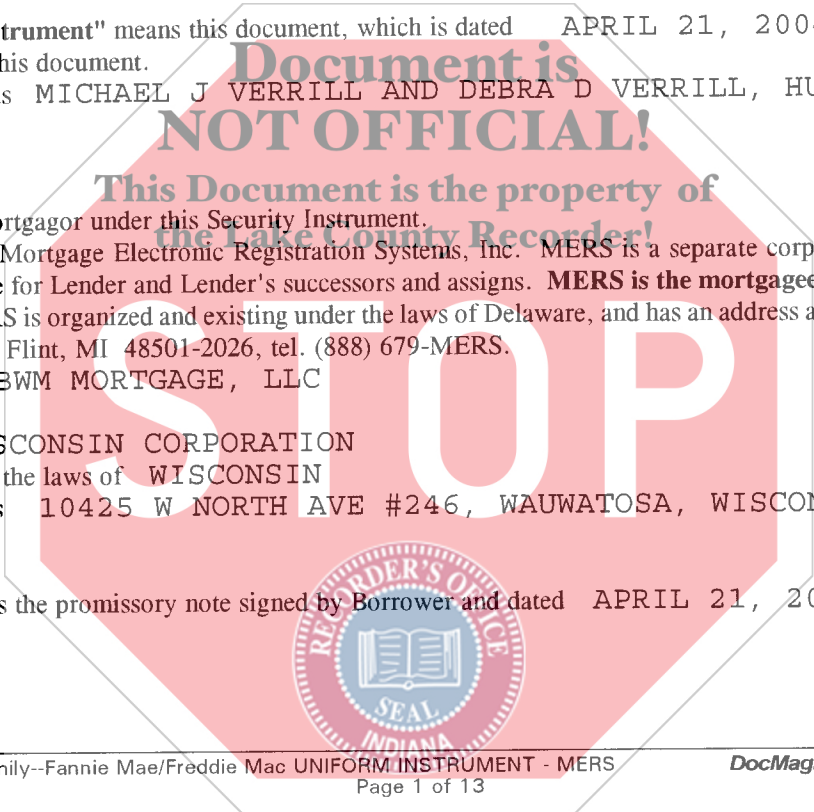 trument" means this document, which is dated APRIL 21, 200
his document.
Document is
s MICHAEL J VERRILL AND DEBRA D VERRILL, HU
NOT OFFICIAL!
This Document is the property of
ortgagor under this Security Instrument.
the Lake County Recorder!
Mortgage Electronic Registration Systems, Inc. MERS is a separate corp
e for Lender and Lender's successors and assigns. MERS is the mortgagee
S is organized and existing under the laws of Delaware, and has an address a
Flint, MI 48501-2026, tel. (888) 679-MERS.
BWM MORTGAGE, LLC
STOP
SCONSIN CORPORATION
the laws of WISCONSIN
s 10425 W NORTH AVE #246, WAUWATOSA, WISCON
s the promissory note signed by Borrower and dated APRIL 21, 20
RECORDER'S OFFICE
SEAL
INDIANA
nily--Fannie Mae/Freddie Mac UNIFORM INSTRUMENT - MERS DocMag
Page 1 of 13